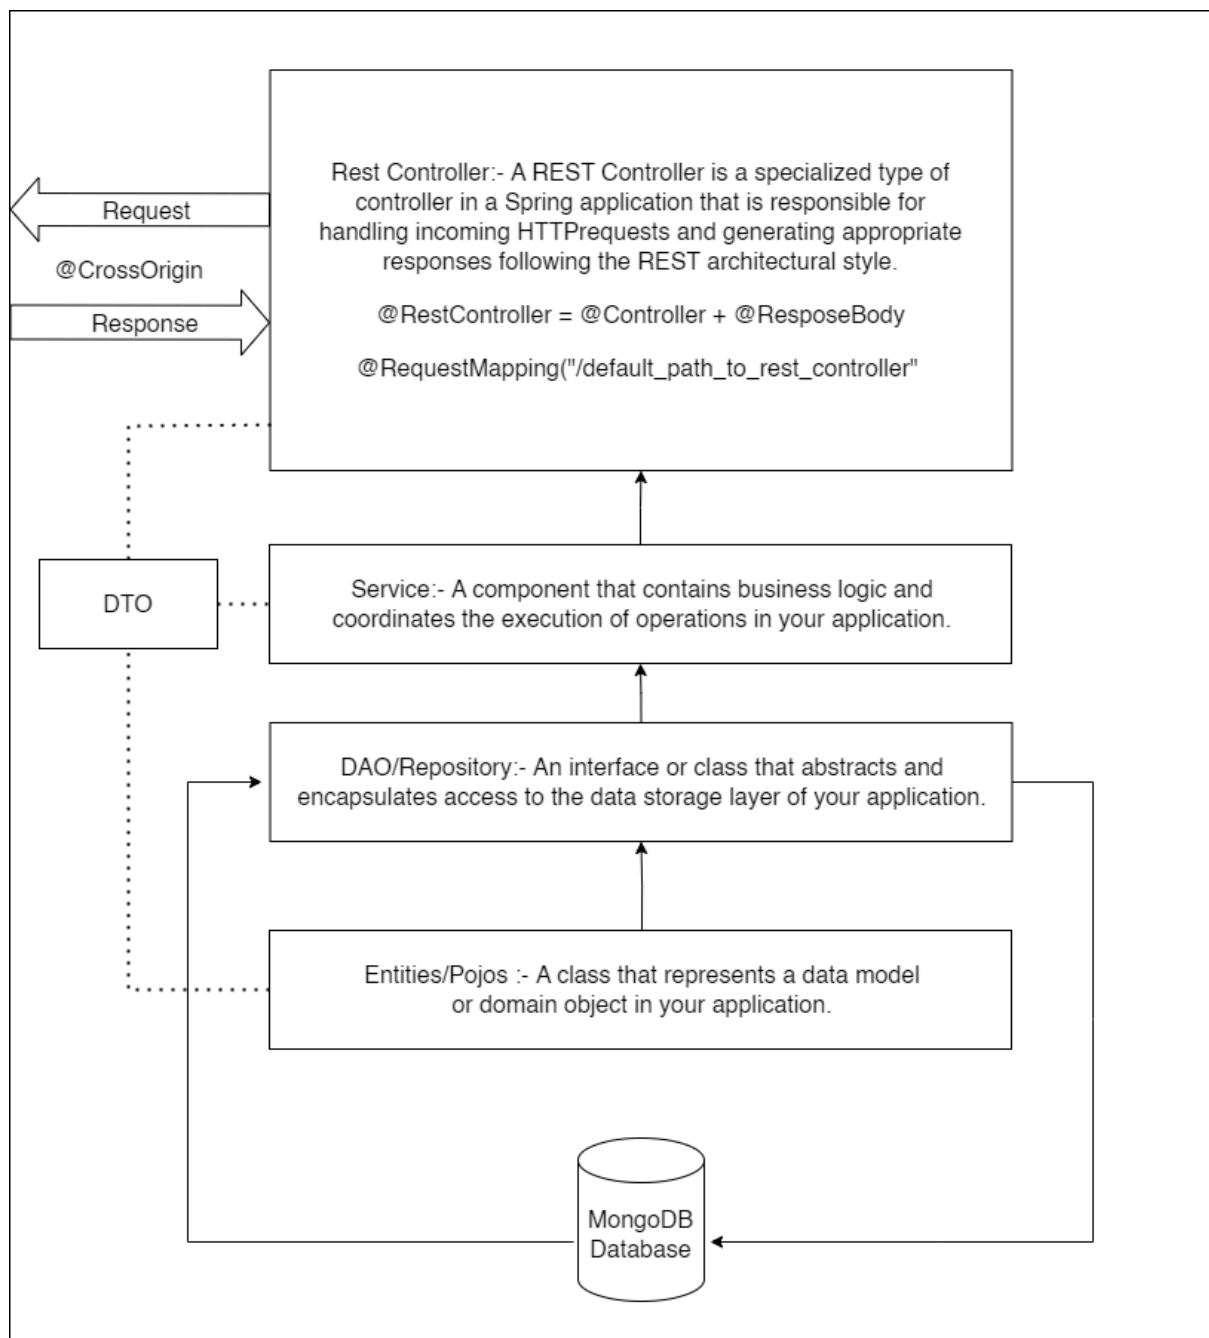 Rest Controller:- A REST Controller is a specialized type of
controller in a Spring application that is responsible for
handling incoming HTTPrequests and generating appropriate
responses following the REST architectural style.
@RestController = @Controller + @ResposeBody
@RequestMapping("/default_path_to_rest_controller"
Request
@CrossOrigin
Response
DTO
Service:- A component that contains business logic and
coordinates the execution of operations in your application.
DAO/Repository:- An interface or class that abstracts and
encapsulates access to the data storage layer of your application.
Entities/Pojos :- A class that represents a data model
or domain object in your application.
MongoDB
Database